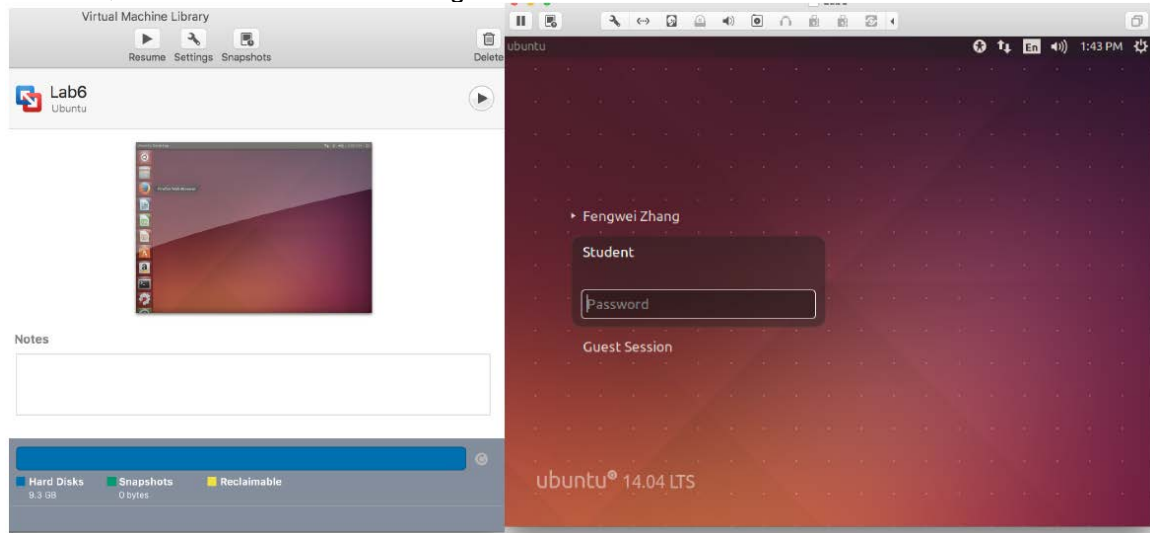 Virtual Machine Library
Resume Settings Snapshots
Delete
Lab6
Ubuntu
Notes
Hard Disks Snapshots Reclaimable
9.3 GB 0 bytes
ubuntu
En 1:43 PM
Fengwei Zhang
Student
Password
Guest Session
ubuntu® 14.04 LTS